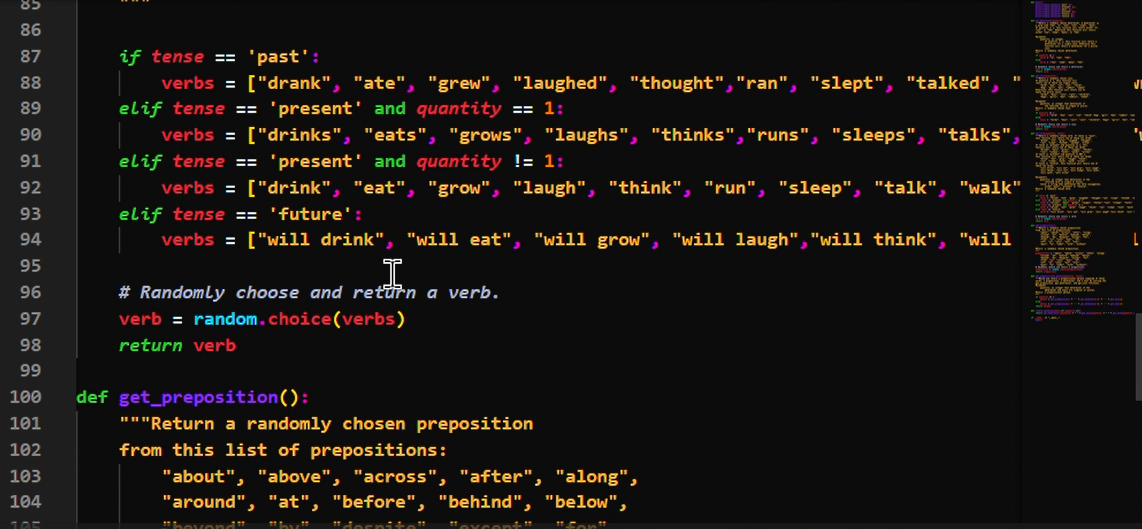 85 """
86
87 if tense == 'past':
88 verbs = ["drank", "ate", "grew", "laughed", "thought","ran", "slept", "talked", "
89 elif tense == 'present' and quantity == 1:
90 verbs = ["drinks", "eats", "grows", "laughs", "thinks","runs", "sleeps", "talks",
91 elif tense == 'present' and quantity != 1:
92 verbs = ["drink", "eat", "grow", "laugh", "think", "run", "sleep", "talk", "walk"
93 elif tense == 'future':
94 verbs = ["will drink", "will eat", "will grow", "will laugh","will think", "will
95
96 # Randomly choose and return a verb.
97 verb = random.choice(verbs)
98 return verb
99
100 def get_preposition():
101 """Return a randomly chosen preposition
102 from this list of prepositions:
103 "about", "above", "across", "after", "along",
104 "around", "at", "before", "behind", "below",
105 "beyond", "by", "despite", "except", "for"